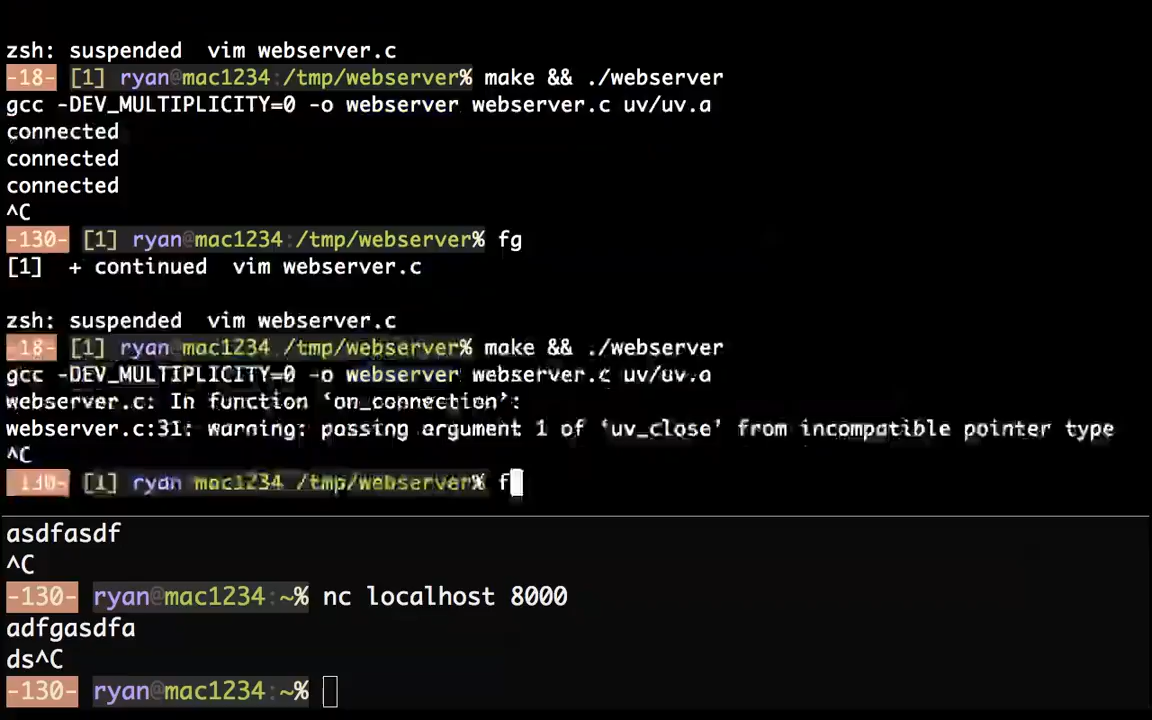 zsh: suspended  vim webserver.c
-18- [1] ryan@mac1234:/tmp/webserver% make && ./webserver
gcc -DEV_MULTIPLICITY=0 -o webserver webserver.c uv/uv.a
connected
connected
connected
^C
-130- [1] ryan@mac1234:/tmp/webserver% fg
[1]  + continued  vim webserver.c
zsh: suspended  vim webserver.c
-18- [1] ryan mac1234 /tmp/webserver% make && ./webserver
gcc -DEV_MULTIPLICITY=0 -o webserver webserver.c uv/uv.a
webserver.c: In function ‘on_connection’:
webserver.c:31: warning: passing argument 1 of ‘uv_close’ from incompatible pointer type
^C
-130- [1] ryan mac1234 /tmp/webserver% f
asdfasdf
^C
-130- ryan@mac1234:~% nc localhost 8000
adfgasdfa
ds^C
-130- ryan@mac1234:~%